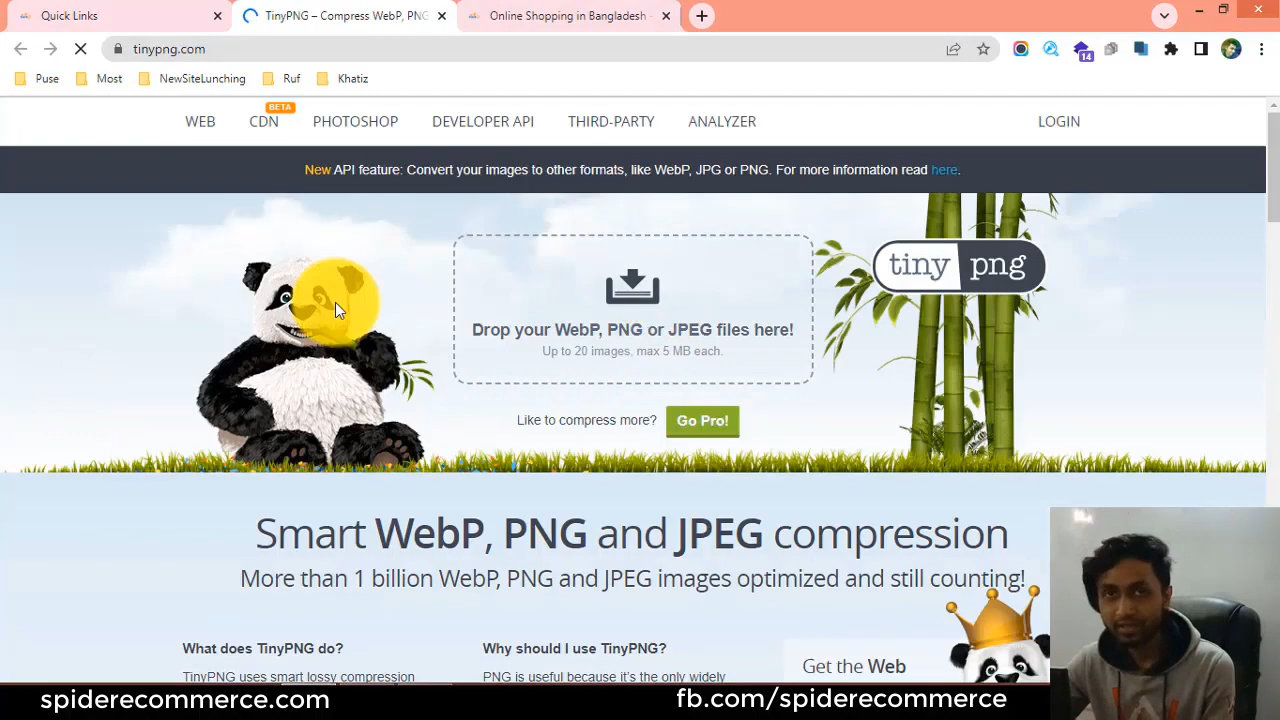 Quick Links
TinyPNG – Compress WebP, PNG
Online Shopping in Bangladesh -
tinypng.com
14
Puse
Most
NewSiteLunching
Ruf
Khatiz
WEB
CDN
BETA
PHOTOSHOP
DEVELOPER API
THIRD-PARTY
ANALYZER
LOGIN
New API feature: Convert your images to other formats, like WebP, JPG or PNG. For more information read here.
tiny png
Drop your WebP, PNG or JPEG files here!
Up to 20 images, max 5 MB each.
Like to compress more?
Go Pro!
Smart WebP, PNG and JPEG compression
More than 1 billion WebP, PNG and JPEG images optimized and still counting!
What does TinyPNG do?
Why should I use TinyPNG?
Get the Web
TinyPNG uses smart lossy compression
PNG is useful because it's the only widely
spiderecommerce.com
fb.com/spiderecommerce